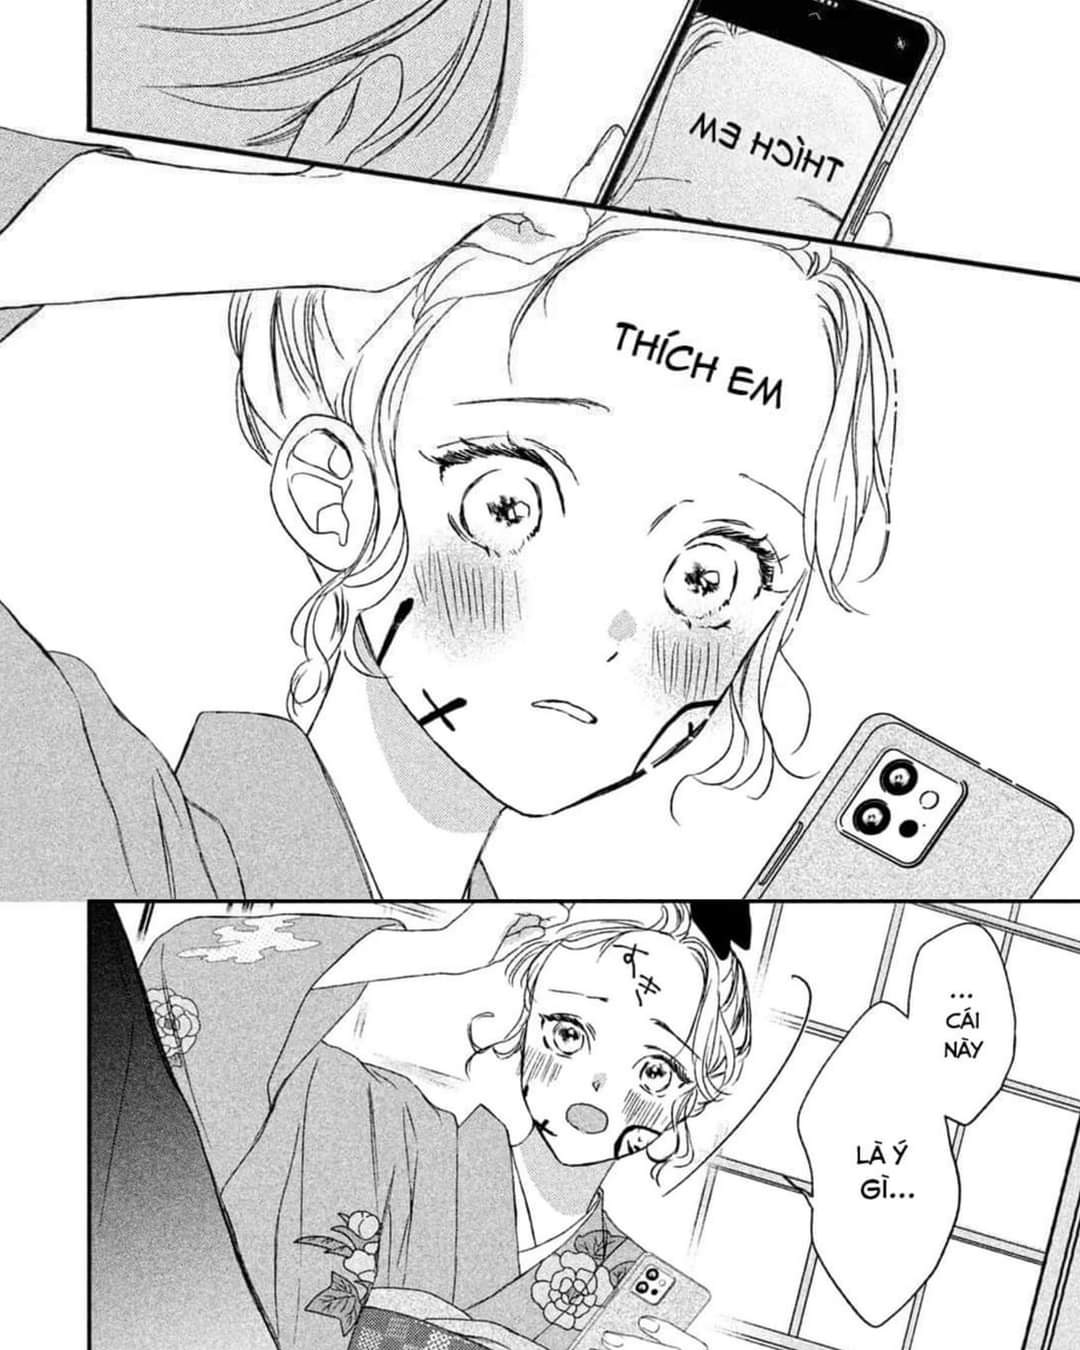 THÍCH EM
THÍCH EM
すき
...
CÁI
NÀY
LÀ Ý
GÌ...